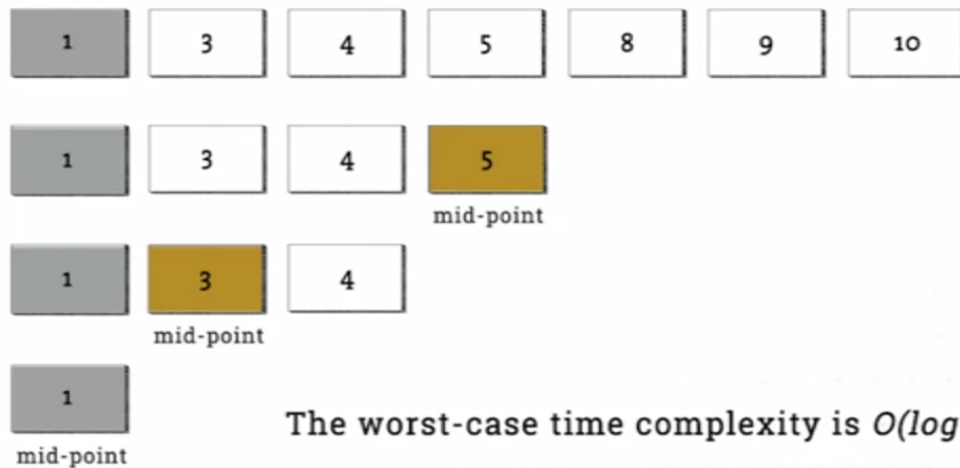 1 3 4 5 8 9 10
1 3 4 5
mid-point
1 3 4
mid-point
1
The worst-case time complexity is O(log
mid-point